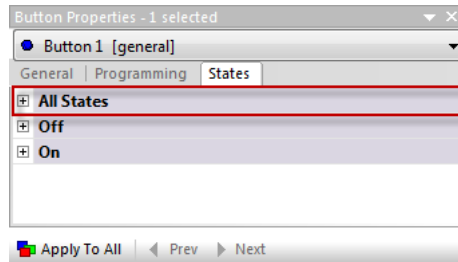 Button Properties - 1 selected
Button 1 [general]
General | Programming States
All States
Off
On
Apply To All Prev Next